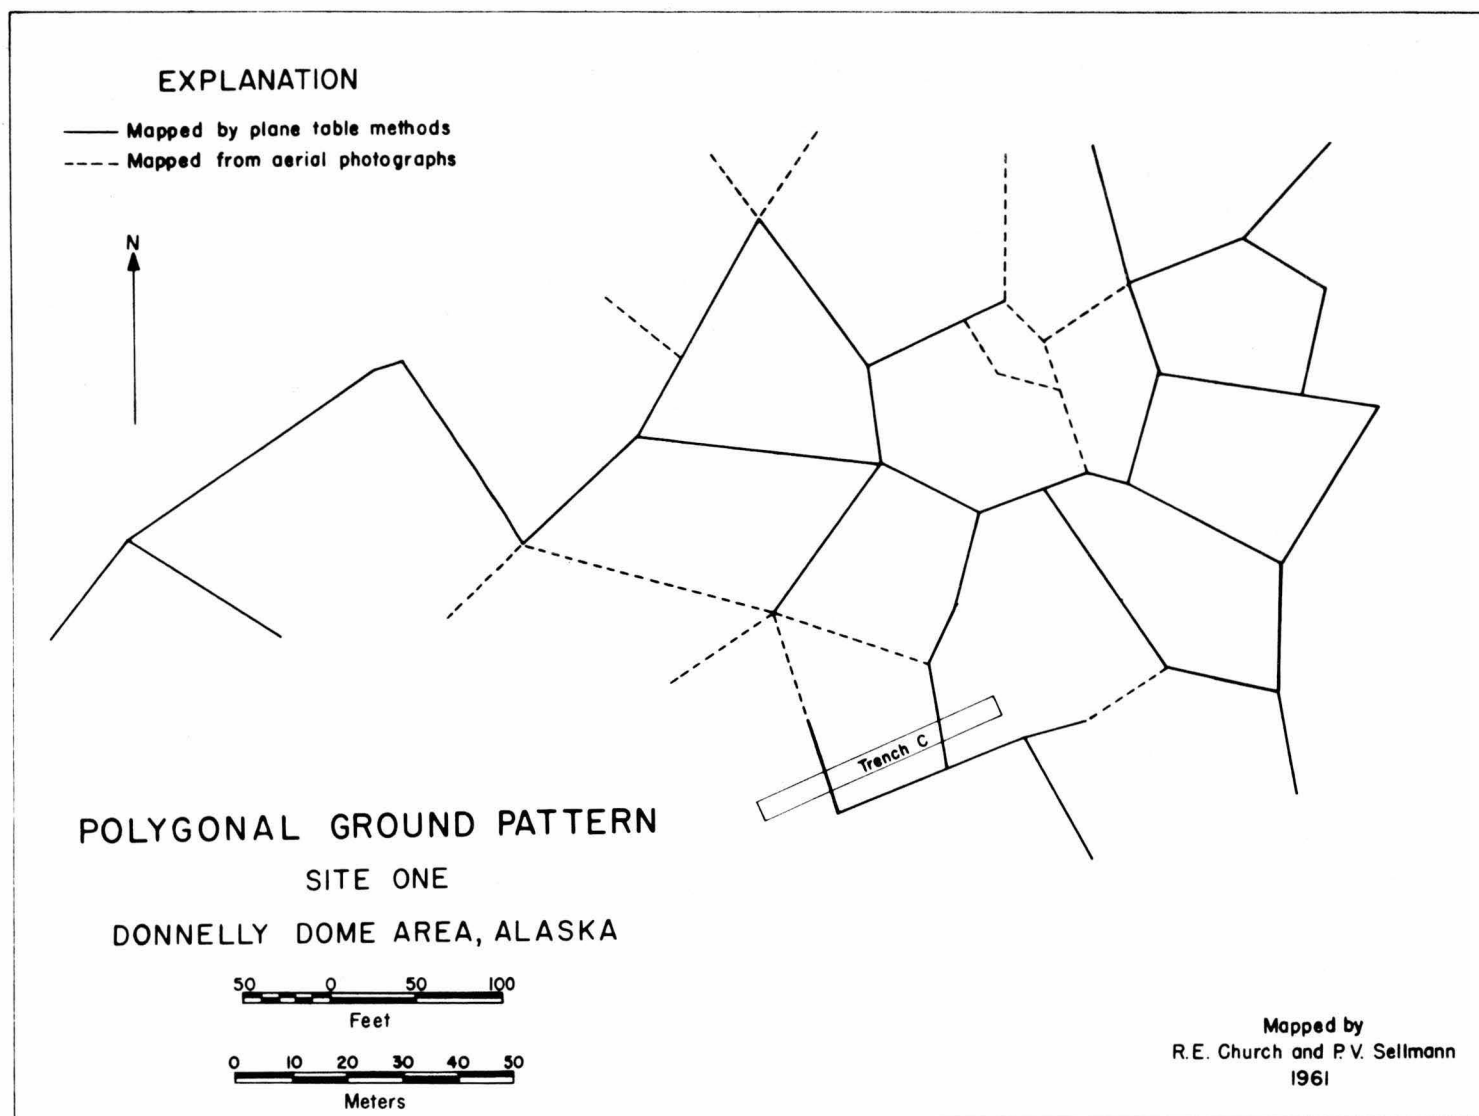 EXPLANATION
Mapped by plane table methods
Mapped from aerial photographs
N
Trench C
POLYGONAL GROUND PATTERN
SITE ONE
DONNELLY DOME AREA, ALASKA
50 0 50 100
Feet
0 10 20 30 40 50
Meters
Mapped by
R.E. Church and P.V. Sellmann
1961